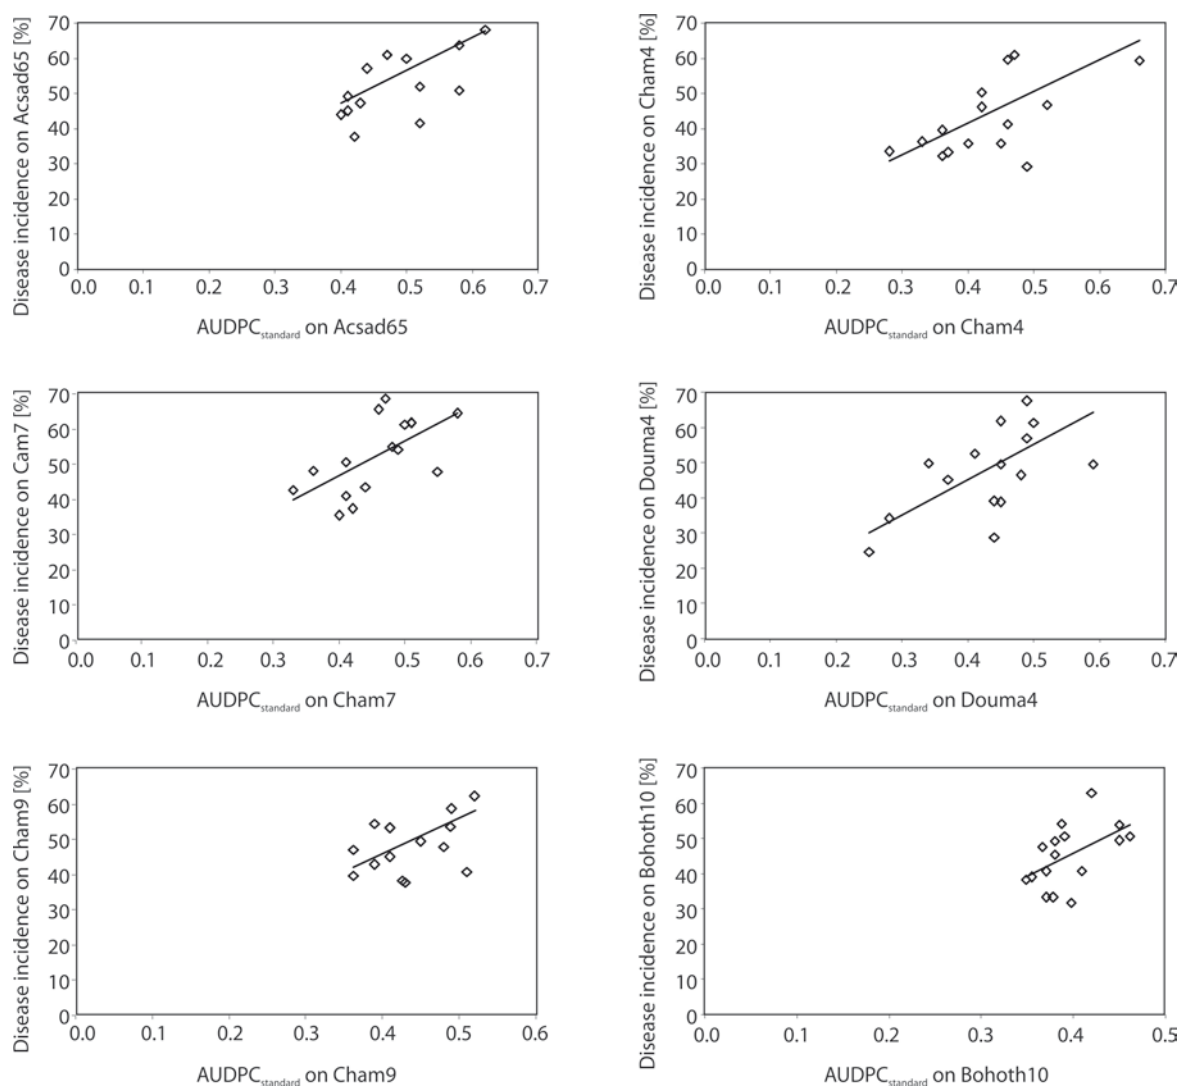 Disease incidence on Acsad65 [%]
70
60
50
40
30
20
10
0
0.0 0.1 0.2 0.3 0.4 0.5 0.6 0.7
AUDPCstandard on Acsad65
Disease incidence on Cham4 [%]
70
60
50
40
30
20
10
0
0.0 0.1 0.2 0.3 0.4 0.5 0.6 0.7
AUDPCstandard on Cham4
Disease incidence on Cam7 [%]
70
60
50
40
30
20
10
0
0.0 0.1 0.2 0.3 0.4 0.5 0.6 0.7
AUDPCstandard on Cham7
Disease incidence on Douma4 [%]
70
60
50
40
30
20
10
0
0.0 0.1 0.2 0.3 0.4 0.5 0.6 0.7
AUDPCstandard on Douma4
Disease incidence on Cham9 [%]
70
60
50
40
30
20
10
0
0.0 0.1 0.2 0.3 0.4 0.5 0.6
AUDPCstandard on Cham9
Disease incidence on Bohoth10 [%]
70
60
50
40
30
20
10
0
0.0 0.1 0.2 0.3 0.4 0.5
AUDPCstandard on Bohoth10